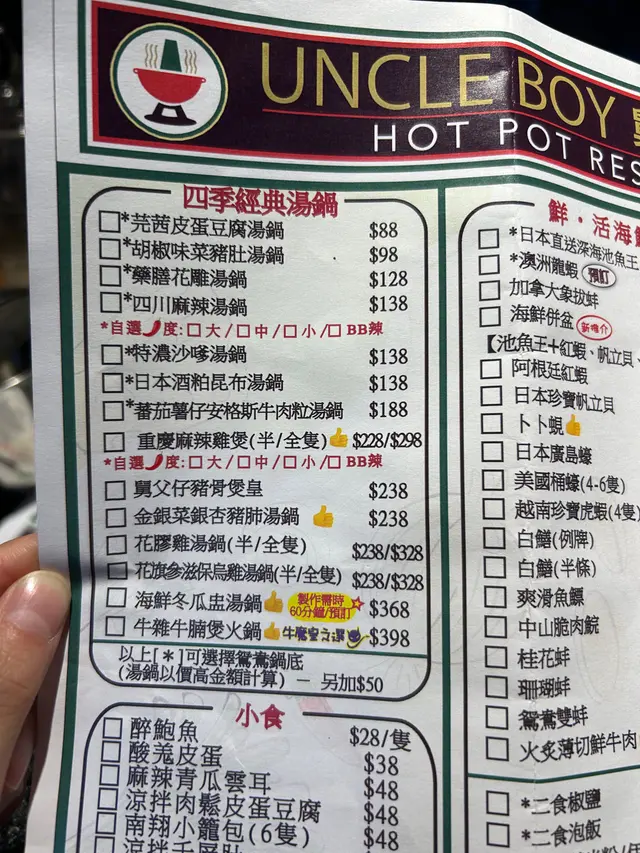 UNCLE BOY
HOT POT RES
四季經典湯鍋
*芫茜皮蛋豆腐湯鍋 $88
*胡椒味菜豬肚湯鍋 $98
*藥膳花雕湯鍋 $128
*四川麻辣湯鍋 $138
*自選🌶度:□大/□中/□小/□BB辣
*特濃沙嗲湯鍋 $138
*日本酒粕昆布湯鍋 $138
*蕃茄薯仔安格斯牛肉粒湯鍋 $188
重慶麻辣雞煲(半/全隻)👍$228/$298
*自選🌶度:□大/□中/□小/□BB辣
舅父仔豬骨煲皇 $238
金銀菜銀杏豬肺湯鍋 👍 $238
花膠雞湯鍋(半/全隻) $238/$328
花旗參滋保烏雞湯鍋(半/全隻) $238/$328
海鮮冬瓜盅湯鍋👍 製作需時 60分鐘/預訂 $368
牛雜牛腩煲火鍋👍牛魔皇之選 $398
以上[*]可選擇鴛鴦鍋底
(湯鍋以價高金額計算) — 另加$50
小食
醉鮑魚 $28/隻
酸羗皮蛋 $38
麻辣青瓜雲耳 $48
涼拌肉鬆皮蛋豆腐 $48
南翔小籠包(6隻) $48
鮮·活海鮮
*日本直送深海池魚王
*澳洲龍蝦 預訂
加拿大象拔蚌
海鮮併盆 新推介
【池魚王+紅蝦、帆立貝、
阿根廷紅蝦
日本珍寶帆立貝
卜卜蜆👍
日本廣島蠔
美國桶蠔(4-6隻)
越南珍寶虎蝦(4隻)
白鱔(例牌)
白鱔(半條)
爽滑魚鰾
中山脆肉鯇
桂花蚌
珊瑚蚌
鴛鴦雙蚌
火炙薄切鮮牛肉
*二食椒鹽
*二食泡飯